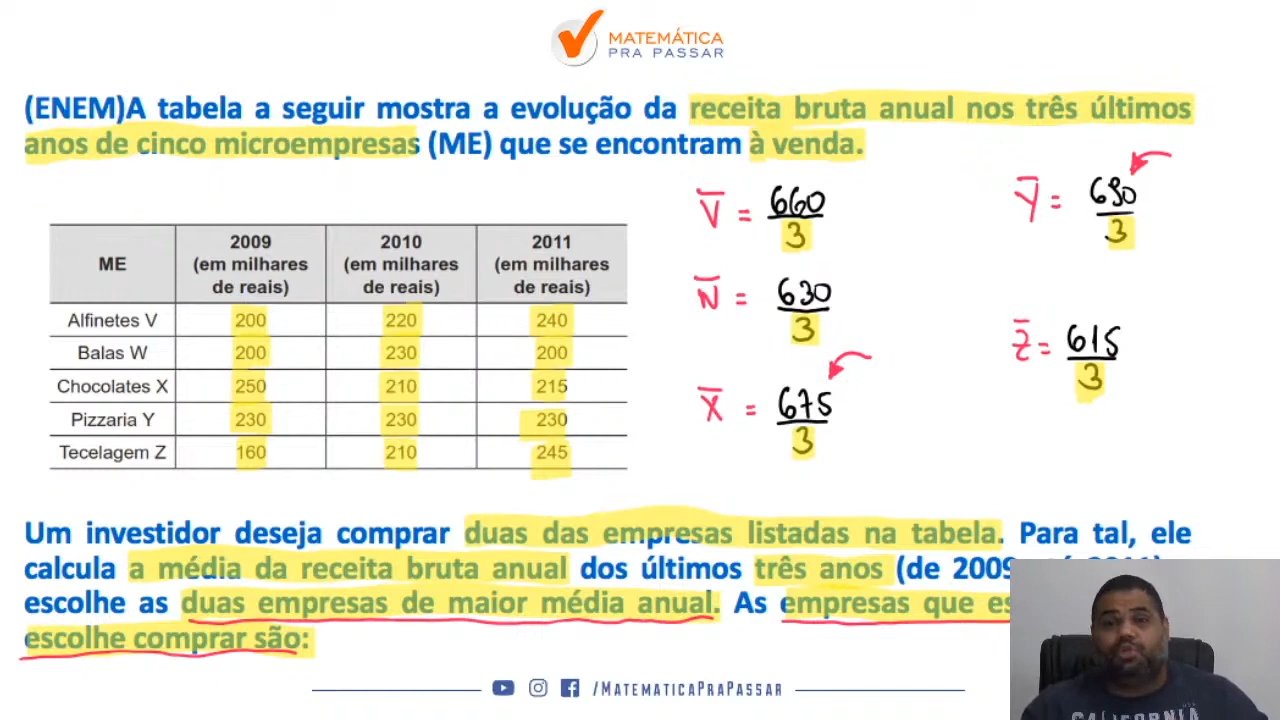 MATEMÁTICA
PRA PASSAR
(ENEM)A tabela a seguir mostra a evolução da receita bruta anual nos três últimos
anos de cinco microempresas (ME) que se encontram à venda.
ME
2009
(em milhares
de reais)
2010
(em milhares
de reais)
2011
(em milhares
de reais)
Alfinetes V 200 220 240
Balas W 200 230 200
Chocolates X 250 210 215
Pizzaria Y 230 230 230
Tecelagem Z 160 210 245
V̅ = 660/3
W̅ = 630/3
X̅ = 675/3
Y̅ = 690/3
Z̅ = 615/3
Um investidor deseja comprar duas das empresas listadas na tabela. Para tal, ele
calcula a média da receita bruta anual dos últimos três anos (de 2009
escolhe as duas empresas de maior média anual. As empresas que
escolhe comprar são:
/MatematicaPraPassar
CALIFORNIA